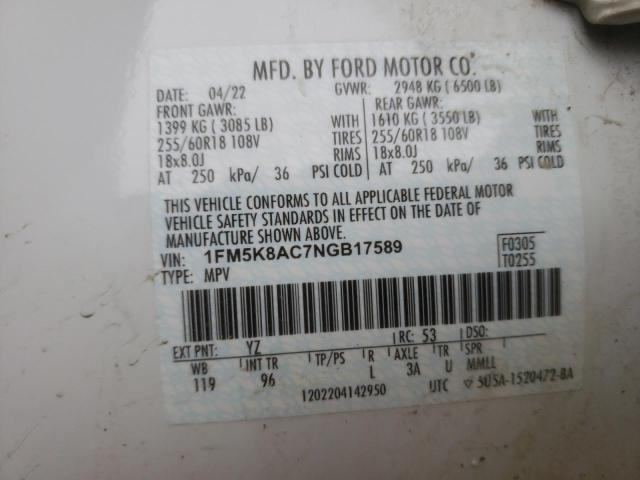 MFD. BY FORD MOTOR CO.
DATE: 04/22 GVWR: 2948 KG ( 6500 LB)
FRONT GAWR: REAR GAWR:
1399 KG ( 3085 LB) WITH 1610 KG ( 3550 LB) WITH
255/60R18 108V TIRES 255/60R18 108V TIRES
18x8.0J RIMS 18x8.0J RIMS
AT 250 kPa/ 36 PSI COLD AT 250 kPa/ 36 PSI COLD
THIS VEHICLE CONFORMS TO ALL APPLICABLE FEDERAL MOTOR
VEHICLE SAFETY STANDARDS IN EFFECT ON THE DATE OF
MANUFACTURE SHOWN ABOVE.
VIN: 1FM5K8AC7NGB17589 F0305
TYPE: MPV T0255
EXT PNT: YZ RC: 53 DSO:
WB INT TR TP/PS R AXLE TR SPR
119 96 L 3A U MMLL
1202204142950 UTC 5U5A-1520472-BA